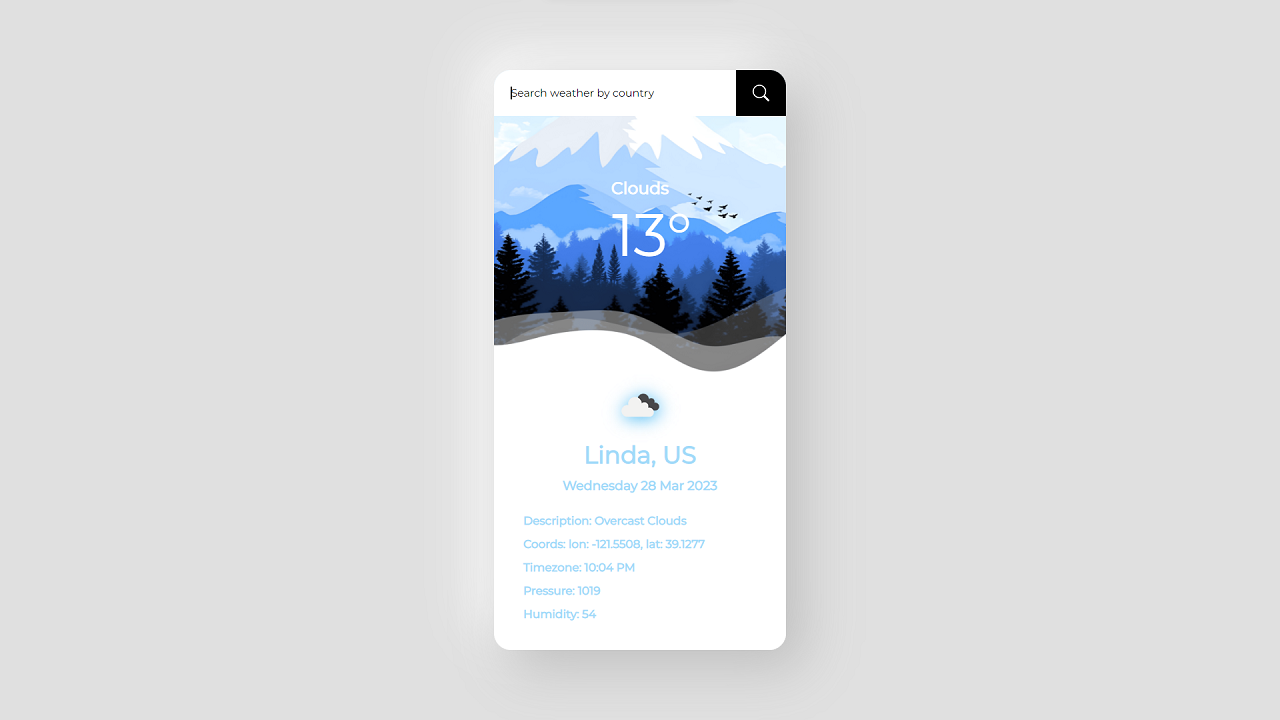 Search weather by country
Clouds
13°
Linda, US
Wednesday 28 Mar 2023
Description: Overcast Clouds
Coords: lon: -121.5508, lat: 39.1277
Timezone: 10:04 PM
Pressure: 1019
Humidity: 54